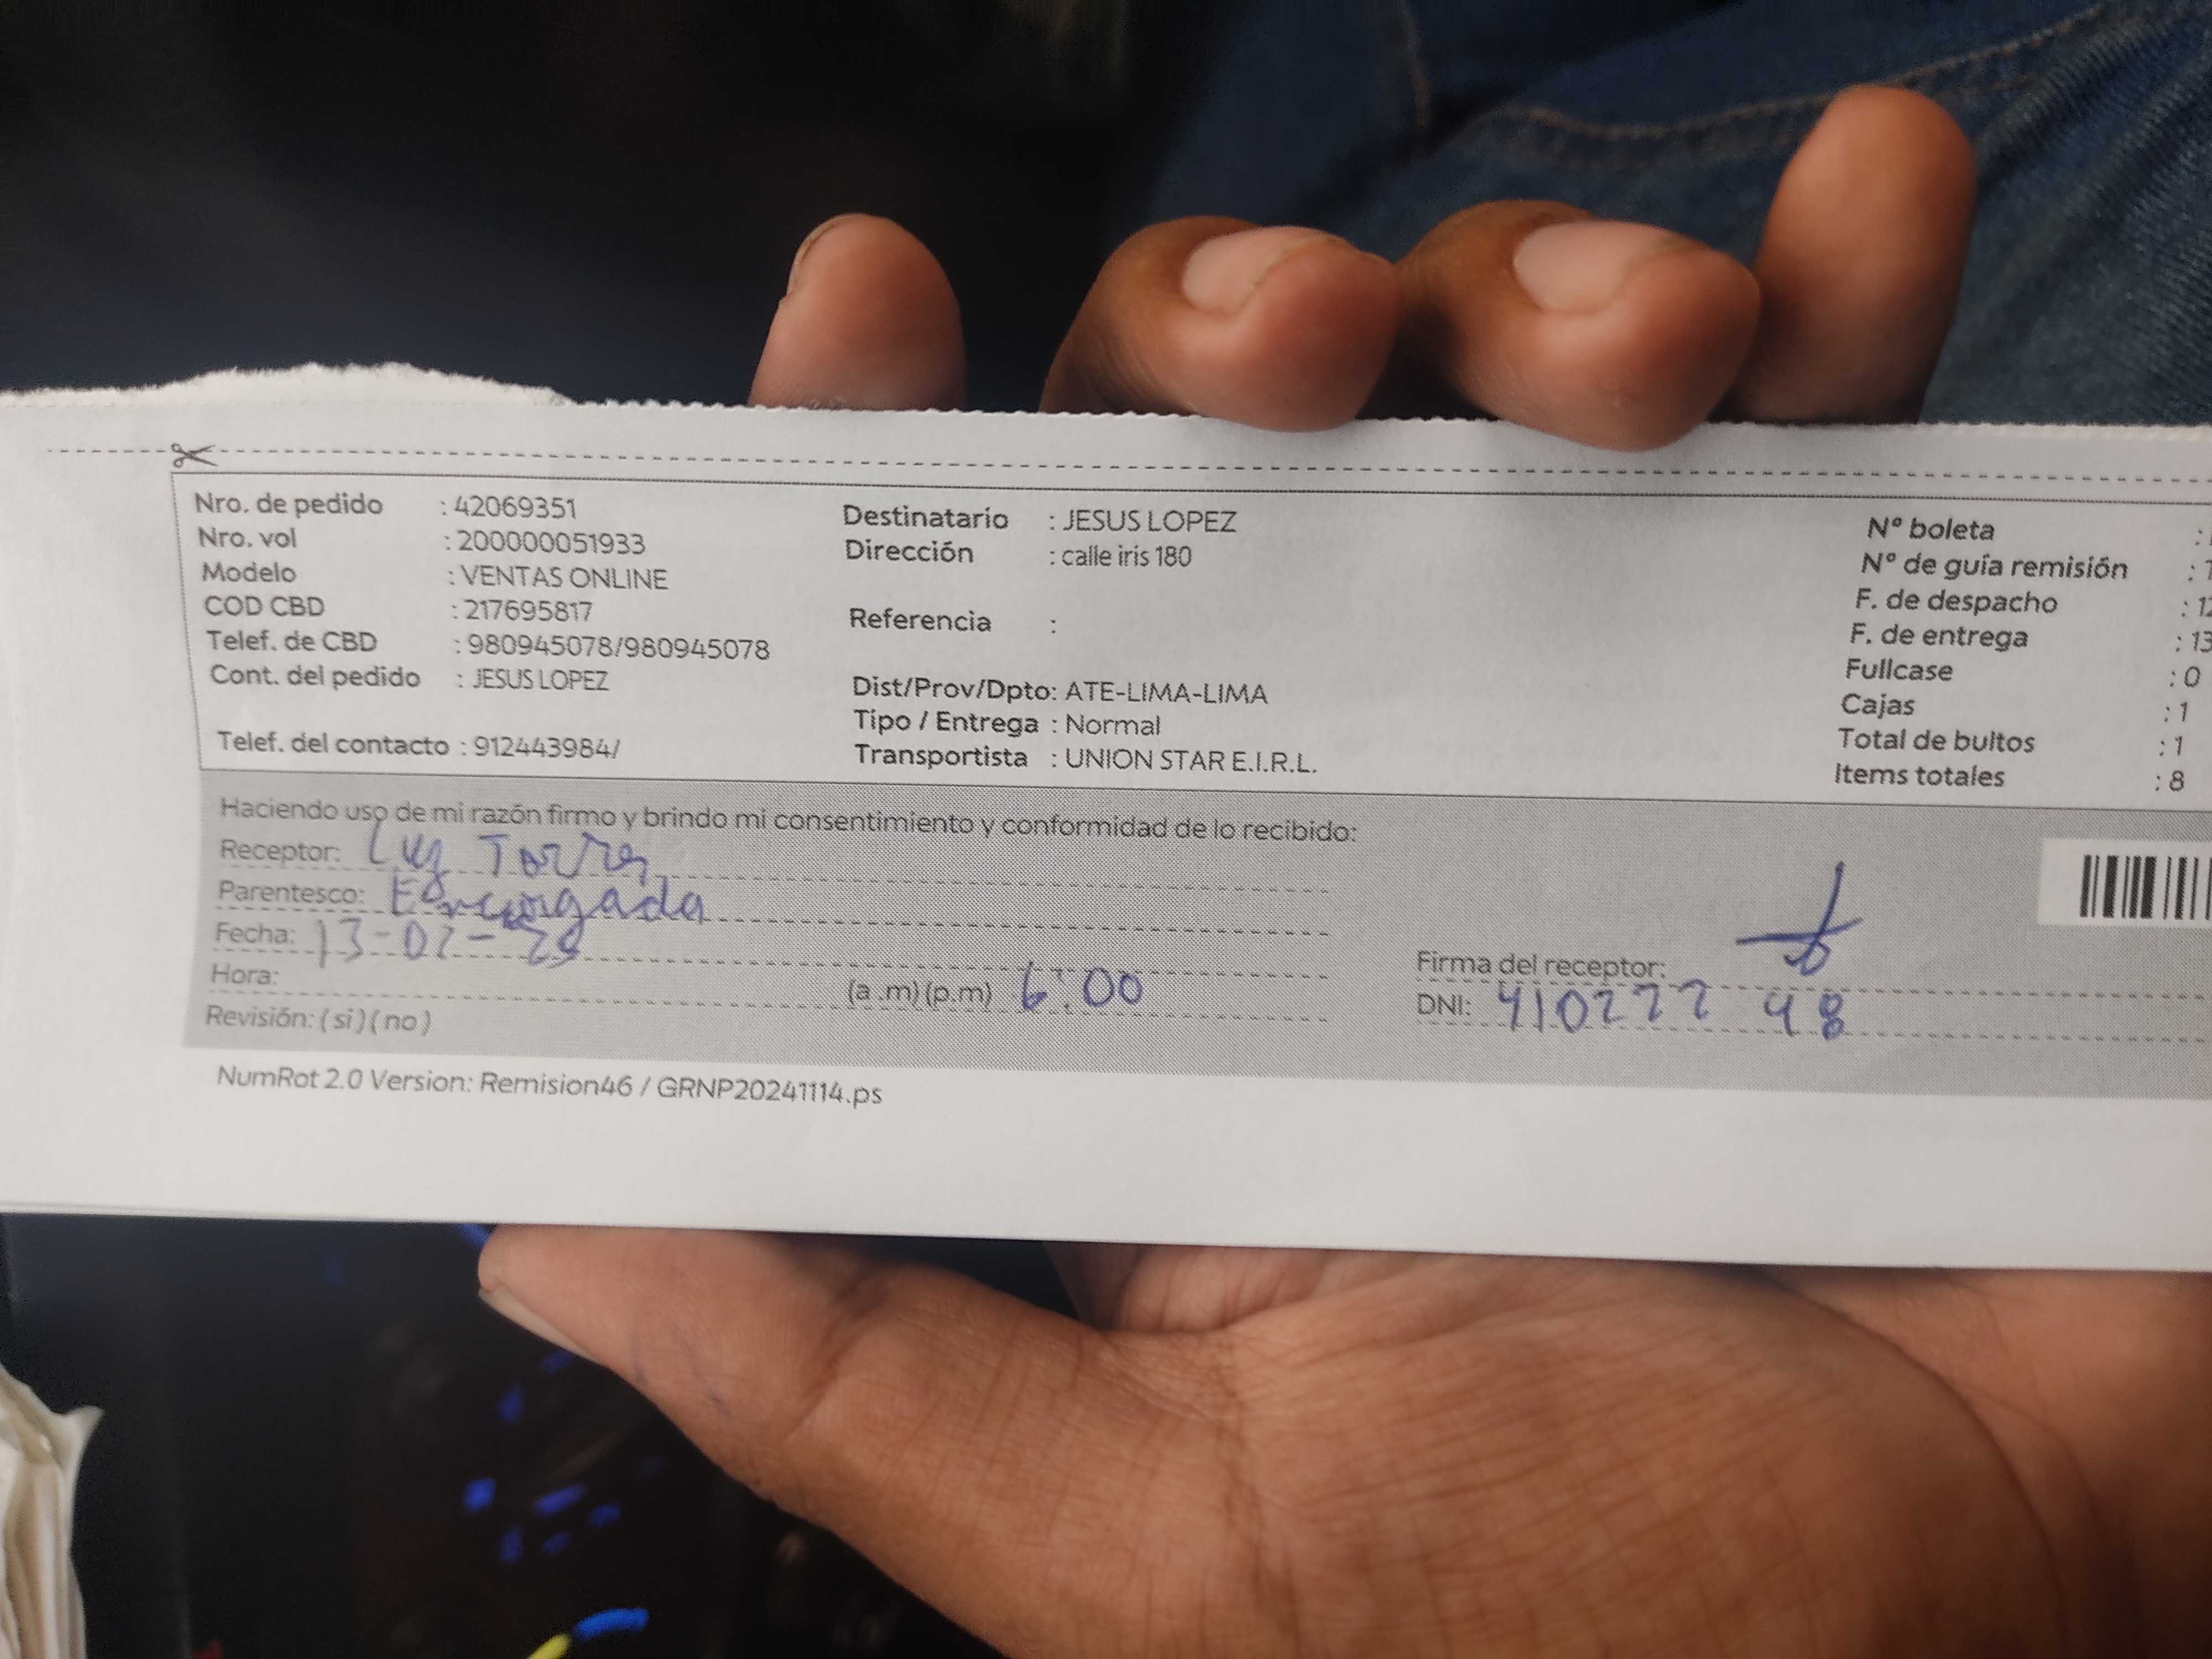 Nro. de pedido : 42069351
Nro. vol : 200000051933
Modelo : VENTAS ONLINE
COD CBD : 217695817
Telef. de CBD : 980945078/980945078
Cont. del pedido : JESUS LOPEZ
Telef. del contacto : 912443984/
Destinatario : JESUS LOPEZ
Dirección : calle iris 180
Referencia :
Dist/Prov/Dpto: ATE-LIMA-LIMA
Tipo / Entrega : Normal
Transportista : UNION STAR E.I.R.L.
Nº boleta :
Nº de guía remisión :
F. de despacho : 12
F. de entrega : 13
Fullcase : 0
Cajas : 1
Total de bultos : 1
Items totales : 8
Haciendo uso de mi razón firmo y brindo mi consentimiento y conformidad de lo recibido:
Receptor: Luz Torres
Parentesco: Encargada
Fecha: 13-02-25
Hora: (a.m)(p.m) 6:00
Revisión: (si)(no)
Firma del receptor:
DNI: 410272 48
NumRot 2.0 Version: Remision46 / GRNP20241114.ps